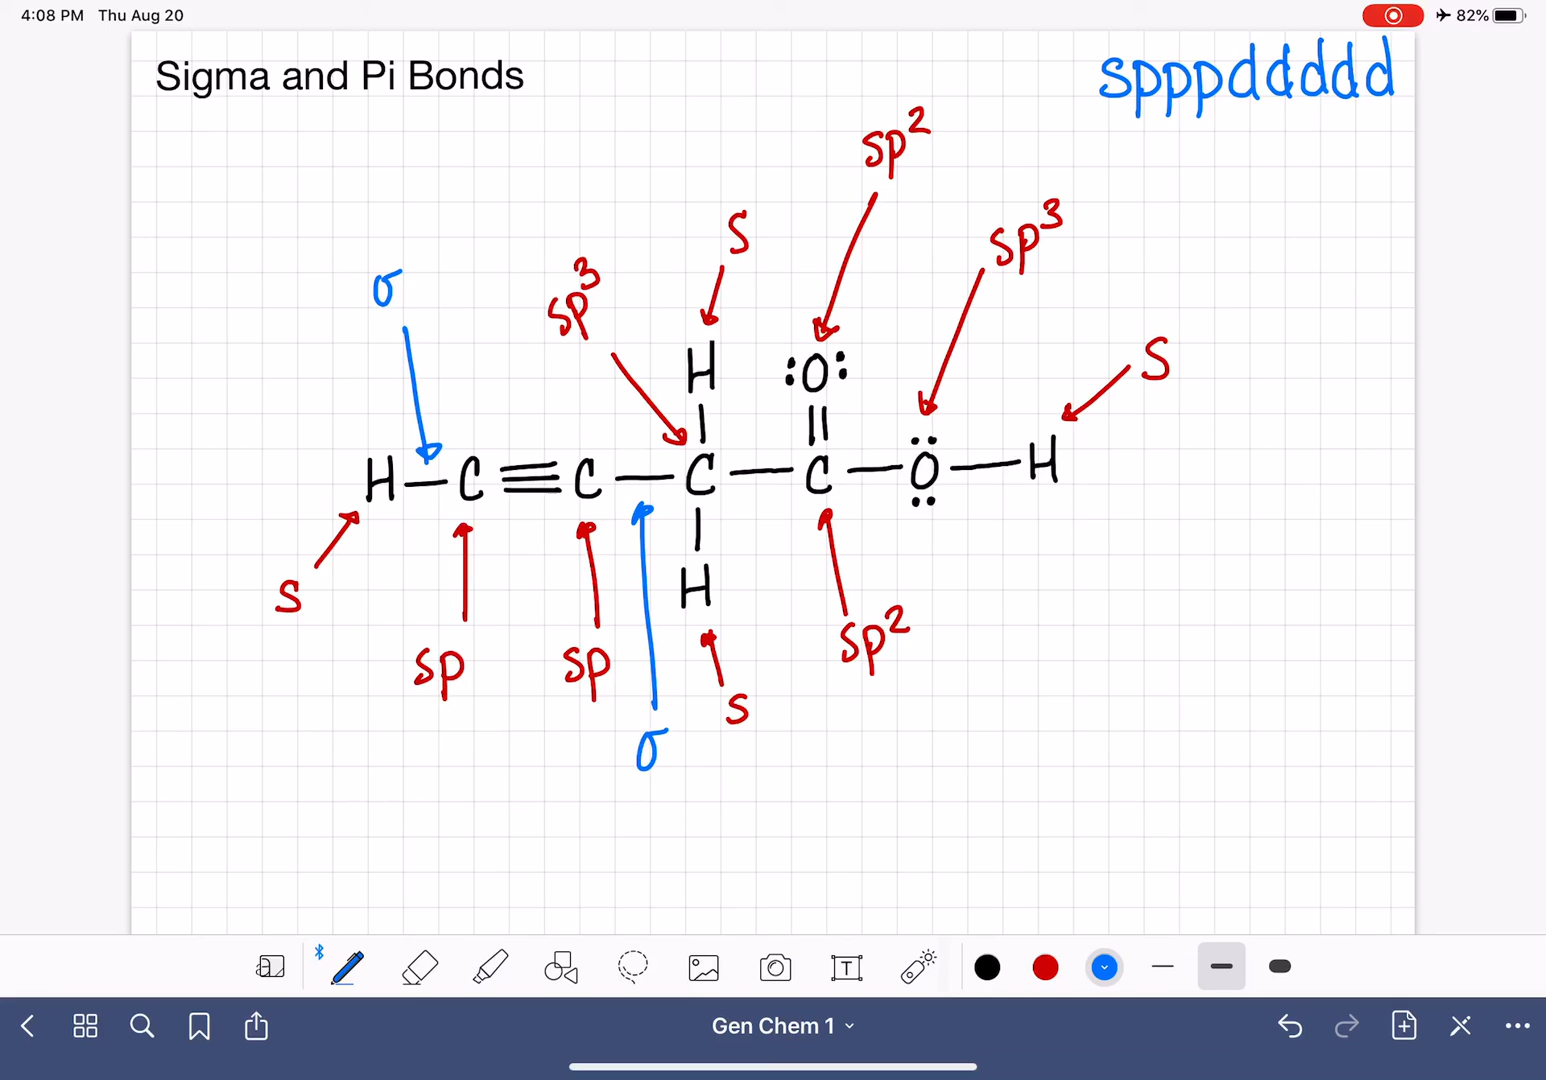 4:08 PM Thu Aug 20
82%
Sigma and Pi Bonds
spppddddd
sp²
s
sp³
σ
sp³
s
H :O:
H-C≡C-C-C-O-H
H
s
sp sp
sp²
s
σ
T
Gen Chem 1